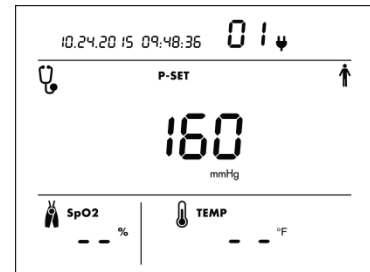 10.24.2015 09:48:36 01
P-SET
160
mmHg
SpO2 TEMP
-- % -- °F